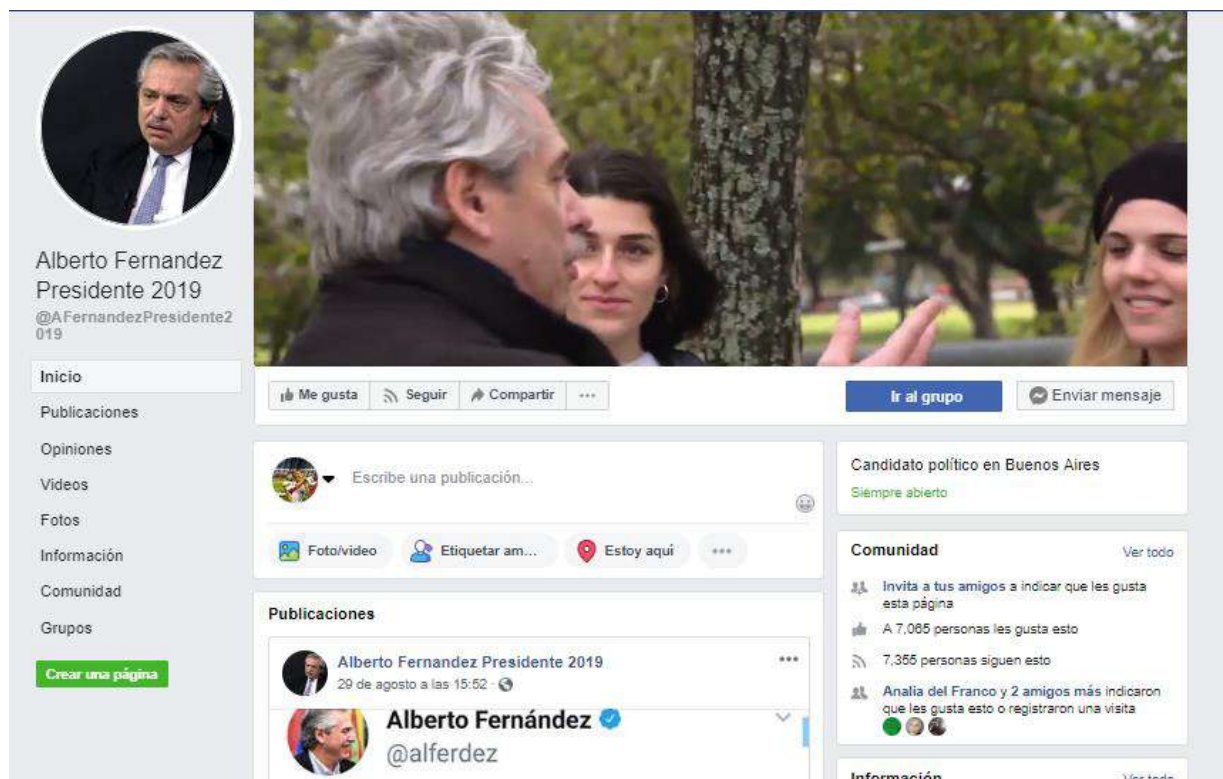 Alberto Fernandez
Presidente 2019
@AFernandezPresidente2
019
Inicio
Publicaciones
Opiniones
Videos
Fotos
Información
Comunidad
Grupos
Crear una página
Me gusta
Seguir
Compartir
...
Ir al grupo
Enviar mensaje
Escribe una publicación...
Foto/video
Etiquetar am...
Estoy aquí
...
Publicaciones
Alberto Fernandez Presidente 2019
...
29 de agosto a las 15:52 ·
Alberto Fernández
@alferdez
Candidato político en Buenos Aires
Siempre abierto
Comunidad
Ver todo
Invita a tus amigos a indicar que les gusta
esta página
A 7,065 personas les gusta esto
7,355 personas siguen esto
Analia del Franco y 2 amigos más indicaron
que les gusta esto o registraron una visita
Información
Ver todo